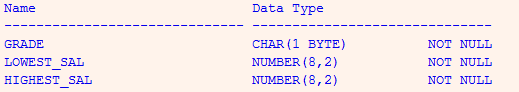 Name Data Type
---------------------------- -----------------------------
GRADE CHAR(1 BYTE) NOT NULL
LOWEST_SAL NUMBER(8,2) NOT NULL
HIGHEST_SAL NUMBER(8,2) NOT NULL